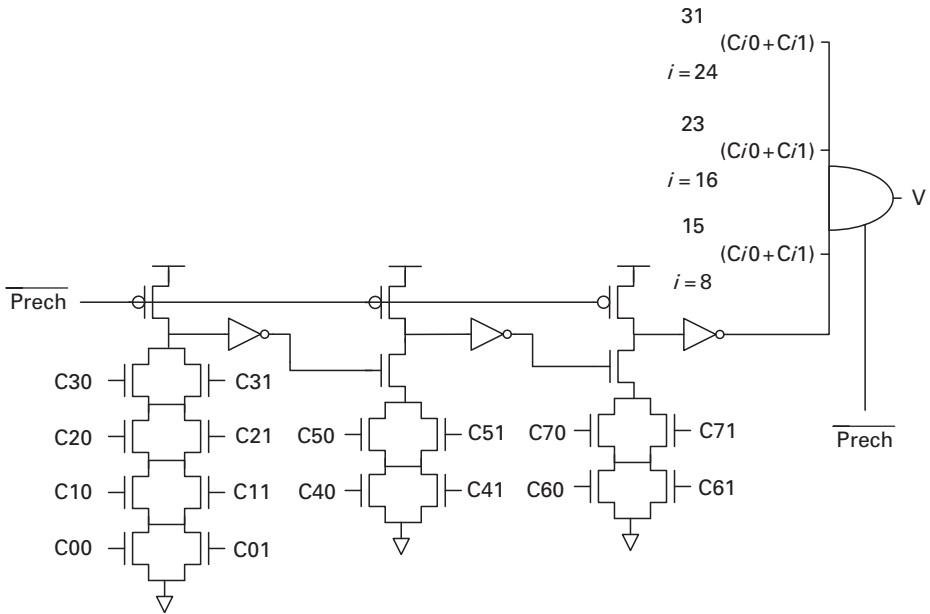 31
(Ci0+Ci1)
i=24
23
(Ci0+Ci1)
i=16
V
15
(Ci0+Ci1)
i=8
Prech
C30 C31
C20 C21
C10 C11
C00 C01
C50 C51
C40 C41
C70 C71
C60 C61
Prech